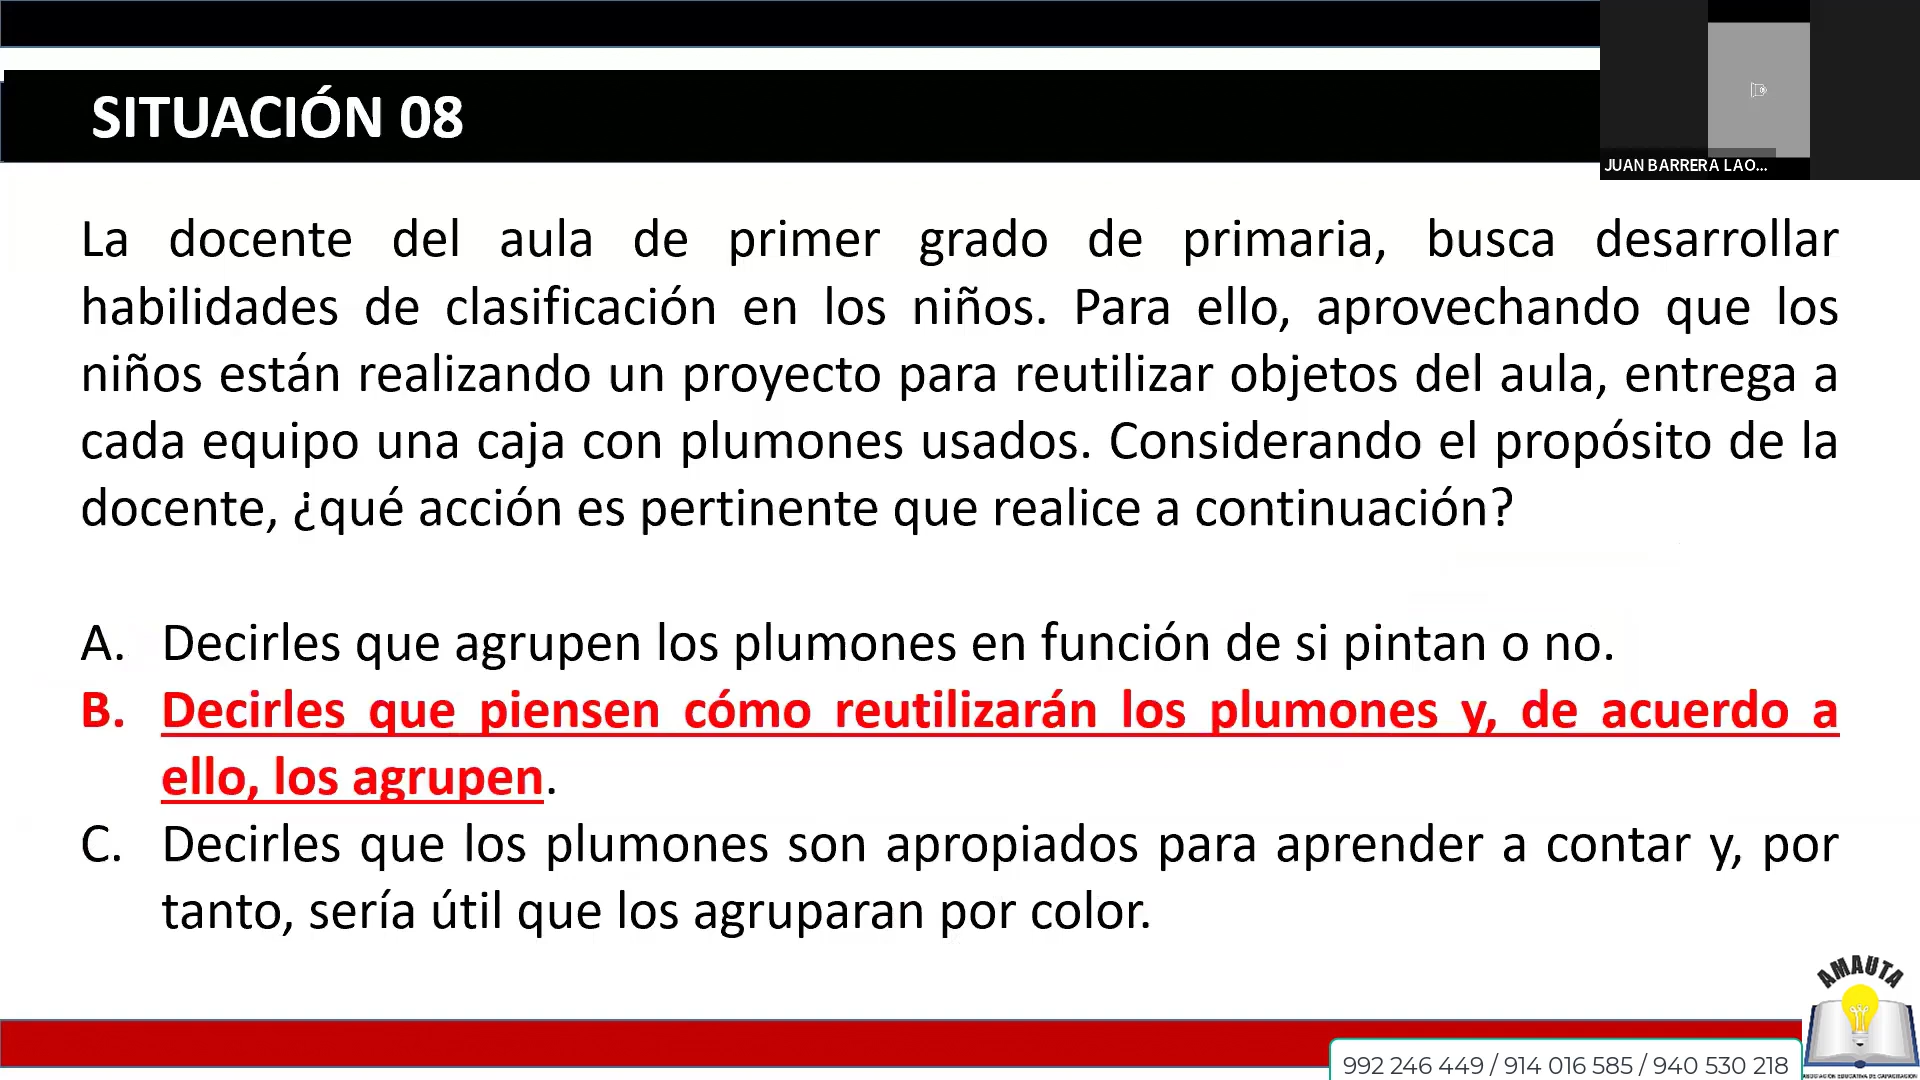 SITUACIÓN 08
JUAN BARRERA LAO...
La docente del aula de primer grado de primaria, busca desarrollar
habilidades de clasificación en los niños. Para ello, aprovechando que los
niños están realizando un proyecto para reutilizar objetos del aula, entrega a
cada equipo una caja con plumones usados. Considerando el propósito de la
docente, ¿qué acción es pertinente que realice a continuación?
A. Decirles que agrupen los plumones en función de si pintan o no.
B. Decirles que piensen cómo reutilizarán los plumones y, de acuerdo a
ello, los agrupen.
C. Decirles que los plumones son apropiados para aprender a contar y, por
tanto, sería útil que los agruparan por color.
AMAUTA
ASOCIACION EDUCATIVA DE CAPACITACION
992 246 449 / 914 016 585 / 940 530 218